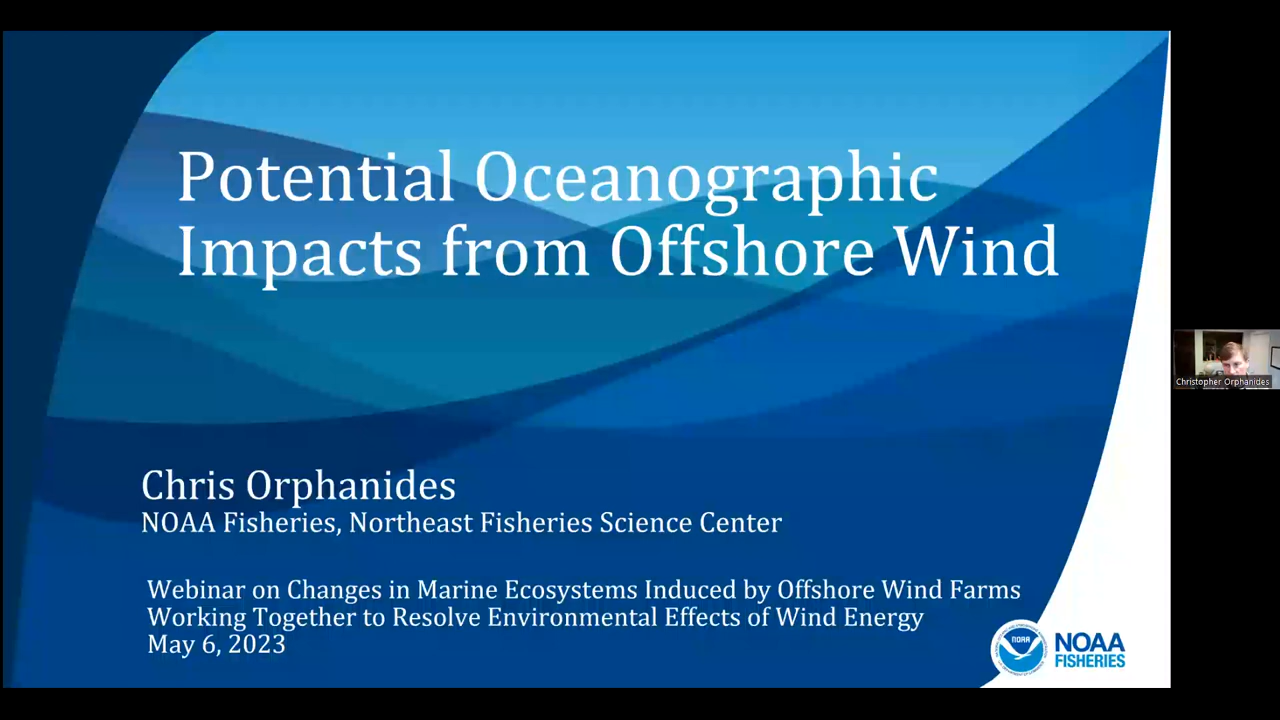 Potential Oceanographic
Impacts from Offshore Wind
Chris Orphanides
NOAA Fisheries, Northeast Fisheries Science Center
Webinar on Changes in Marine Ecosystems Induced by Offshore Wind Farms
Working Together to Resolve Environmental Effects of Wind Energy
May 6, 2023
NOAA
NOAA
FISHERIES
Christopher Orphanides